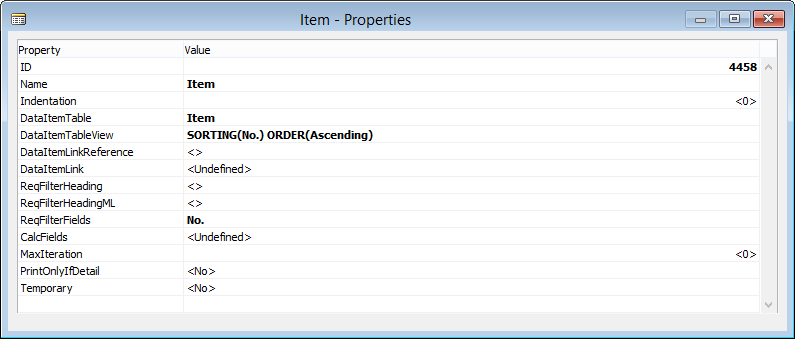 Item - Properties
Property Value
ID 4458
Name Item
Indentation <0>
DataItemTable Item
DataItemTableView SORTING(No.) ORDER(Ascending)
DataItemLinkReference <>
DataItemLink <Undefined>
ReqFilterHeading <>
ReqFilterHeadingML <>
ReqFilterFields No.
CalcFields <Undefined>
MaxIteration <0>
PrintOnlyIfDetail <No>
Temporary <No>